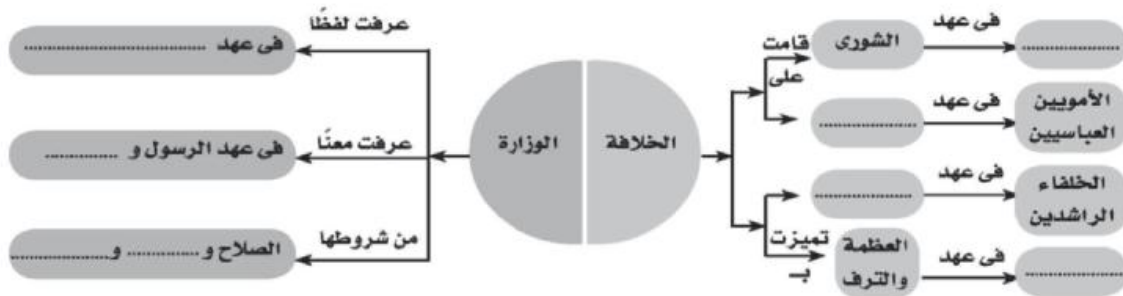 الخلافة
قامت
على
الشورى
فى عهد
......................
......................
فى عهد
الأمويين
العباسيين
تميزت
بـ
......................
فى عهد
الخلفاء
الراشدين
العظمة
والترف
فى عهد
......................
الوزارة
عرفت لفظًا
فى عهد ......................................
عرفت معنًا
فى عهد الرسول و ...............
من شروطها
الصلاح و ............... و.....................